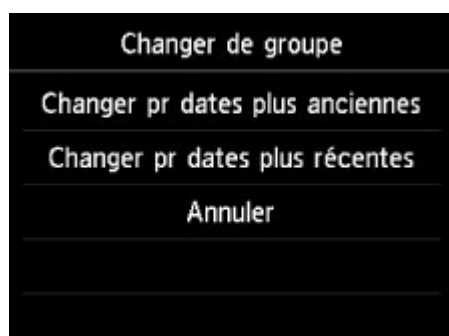 Changer de groupe
Changer pr dates plus anciennes
Changer pr dates plus récentes
Annuler